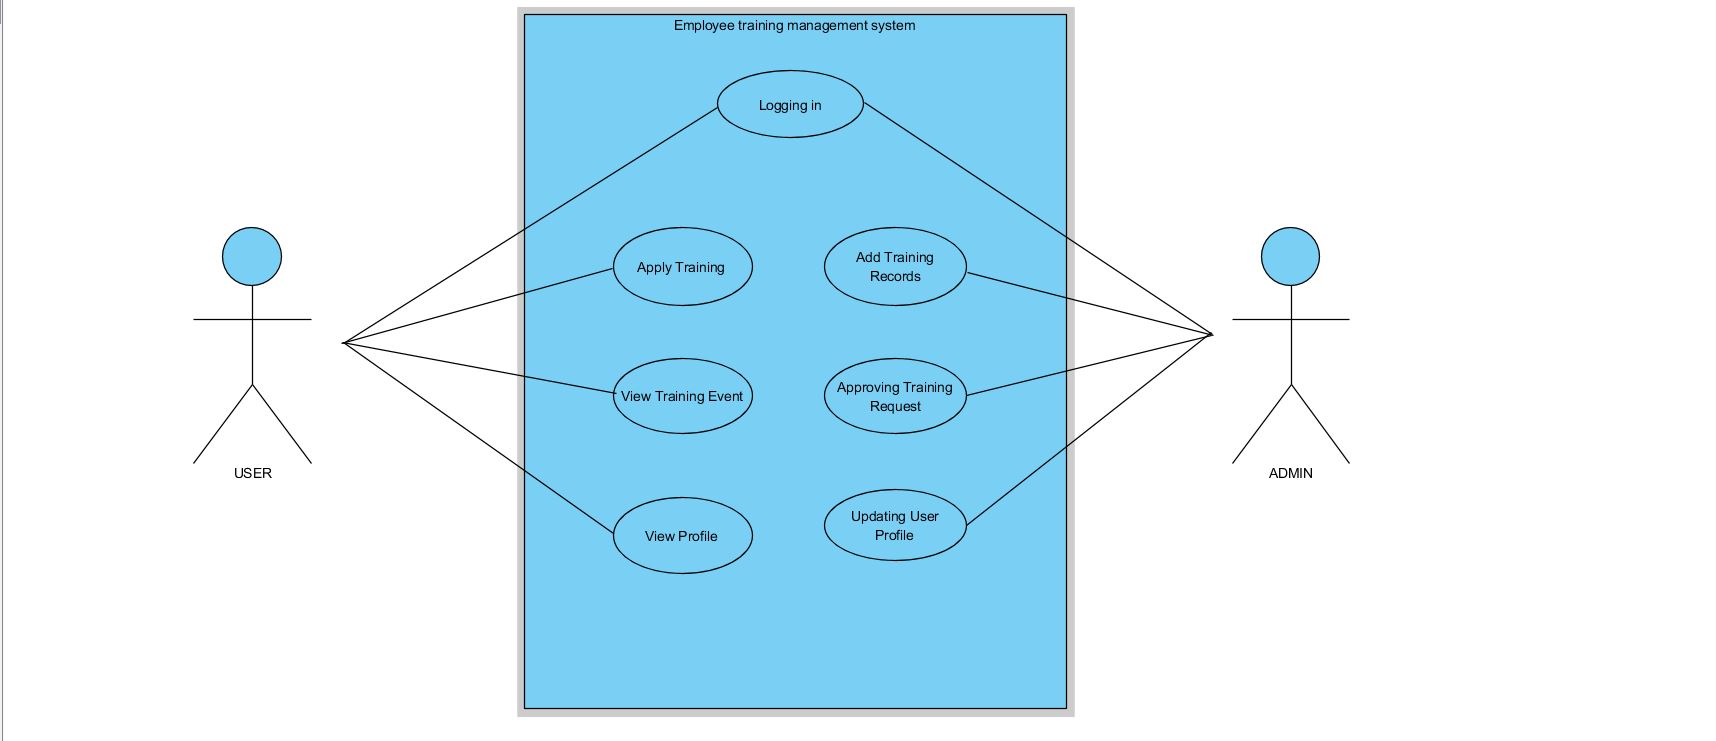 Employee training management system
Logging in
Apply Training
Add Training
Records
View Training Event
Approving Training
Request
View Profile
Updating User
Profile
USER
ADMIN